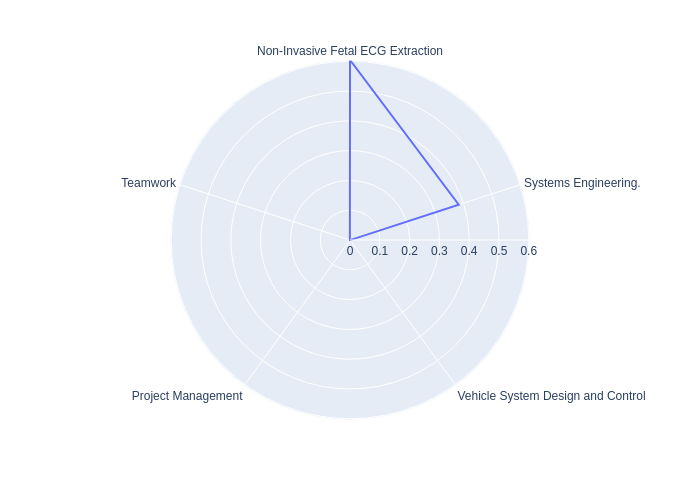 Non-Invasive Fetal ECG Extraction
Teamwork
Systems Engineering.
0 0.1 0.2 0.3 0.4 0.5 0.6
Project Management
Vehicle System Design and Control